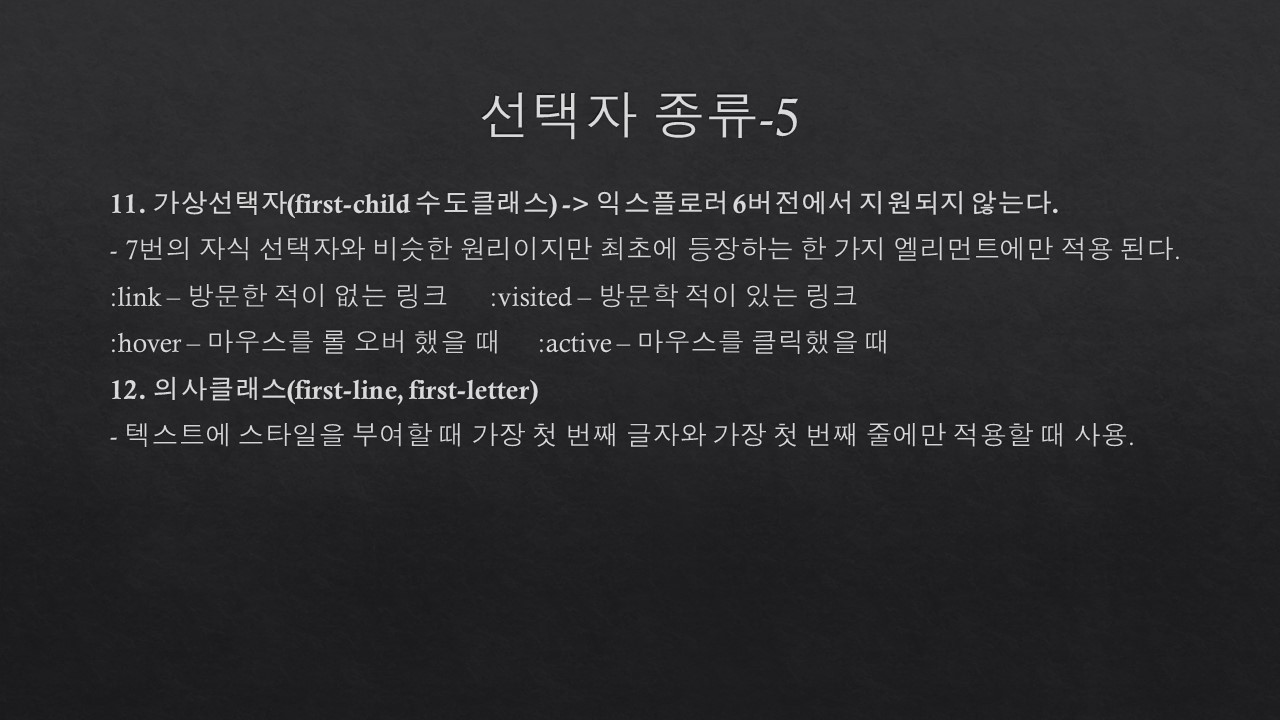 선택자 종류-5
11. 가상선택자(first-child 수도클래스) -> 익스플로러 6버전에서 지원되지 않는다.
- 7번의 자식 선택자와 비슷한 원리이지만 최초에 등장하는 한 가지 엘리먼트에만 적용 된다.
:link – 방문한 적이 없는 링크 :visited – 방문학 적이 있는 링크
:hover – 마우스를 롤 오버 했을 때 :active – 마우스를 클릭했을 때
12. 의사클래스(first-line, first-letter)
- 텍스트에 스타일을 부여할 때 가장 첫 번째 글자와 가장 첫 번째 줄에만 적용할 때 사용.